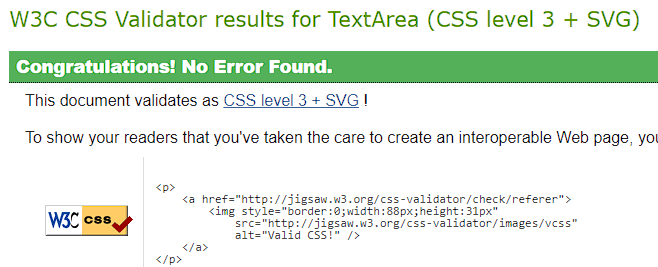 W3C CSS Validator results for TextArea (CSS level 3 + SVG)
Congratulations! No Error Found.
This document validates as CSS level 3 + SVG !
To show your readers that you've taken the care to create an interoperable Web page, you
W3C css
<p>
<a href="http://jigsaw.w3.org/css-validator/check/referer">
<img style="border:0;width:88px;height:31px"
src="http://jigsaw.w3.org/css-validator/images/vcss"
alt="Valid CSS!" />
</a>
</p>